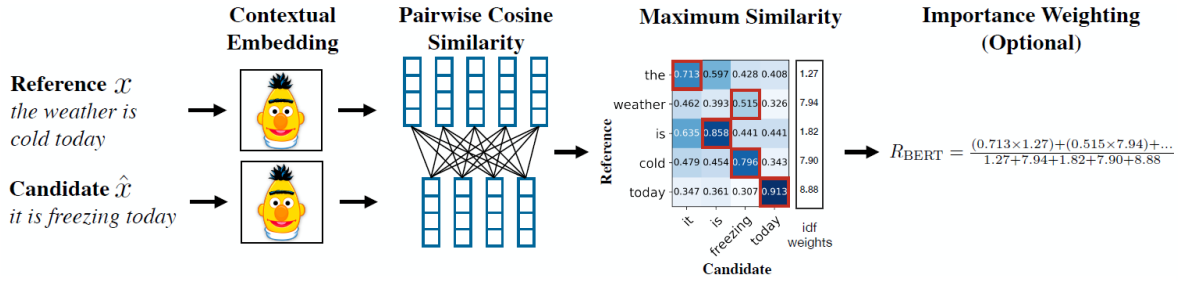 Contextual
Embedding
Pairwise Cosine
Similarity
Maximum Similarity
Importance Weighting
(Optional)
Reference x
the weather is
cold today
Candidate x̂
it is freezing today
Reference
the 0.713 0.597 0.428 0.408 1.27
weather 0.462 0.393 0.515 0.326 7.94
is 0.635 0.858 0.441 0.441 1.82
cold 0.479 0.454 0.796 0.343 7.90
today 0.347 0.361 0.307 0.913 8.88
it is freezing today
idf
weights
Candidate
R_BERT = (0.713×1.27)+(0.515×7.94)+...
1.27+7.94+1.82+7.90+8.88